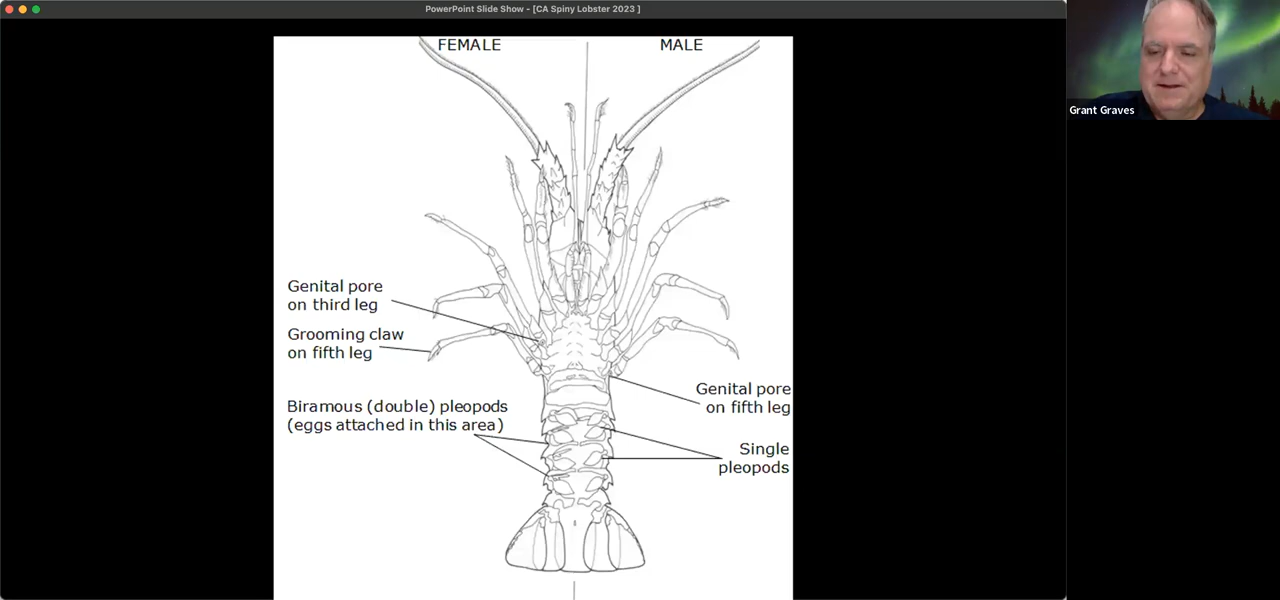 PowerPoint Slide Show - [CA Spiny Lobster 2023 ]
FEMALE
MALE
Grant Graves
Genital pore
on third leg
Grooming claw
on fifth leg
Biramous (double) pleopods
(eggs attached in this area)
Genital pore
on fifth leg
Single
pleopods